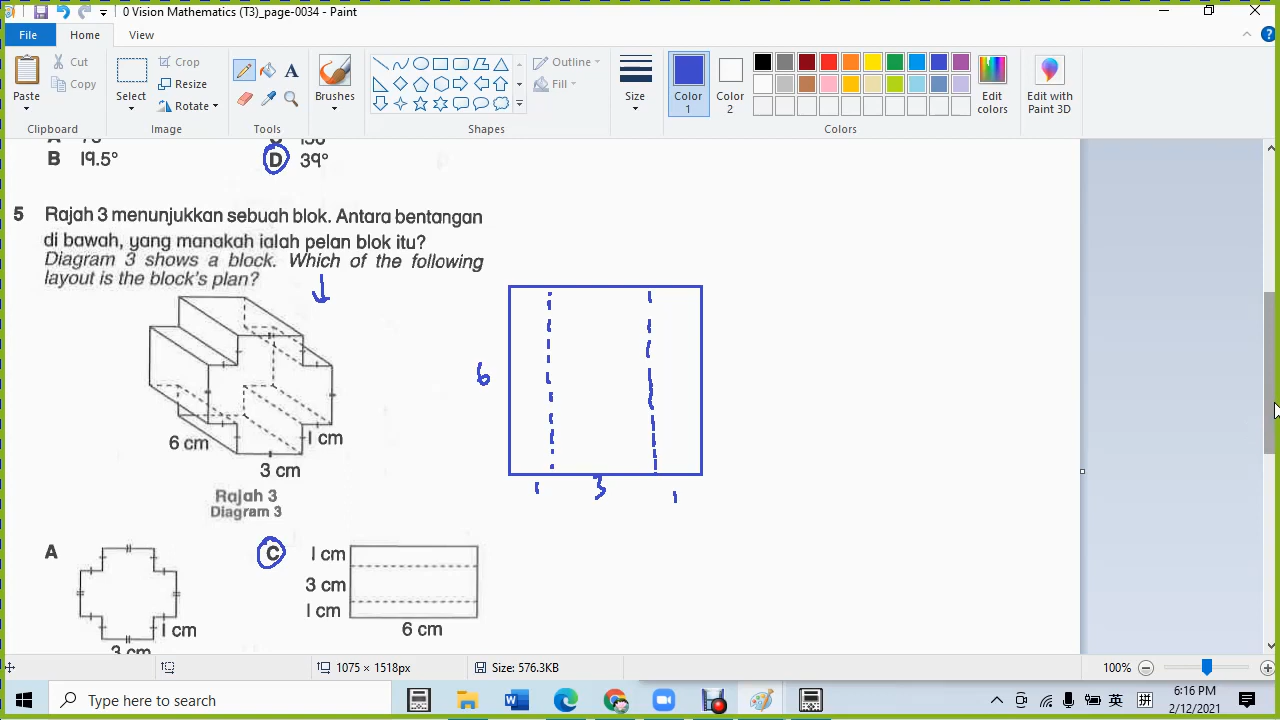 0 Vision Mathematics (T3)_page-0034 - Paint
File Home View
Paste Cut Copy Select Crop Resize Rotate Brushes Outline Fill Size Color 1 Color 2 Edit colors Edit with Paint 3D
Clipboard Image Tools Shapes Colors
B 19.5° D 39°
5 Rajah 3 menunjukkan sebuah blok. Antara bentangan
di bawah, yang manakah ialah pelan blok itu?
Diagram 3 shows a block. Which of the following
layout is the block's plan?
6 cm 1 cm
3 cm
Rajah 3
Diagram 3
6
1 3 1
A
1 cm
3 cm
C
1 cm
3 cm
1 cm
6 cm
1075 × 1518px Size: 576.3KB 100%
Type here to search
英 拼 6:16 PM
2/12/2021